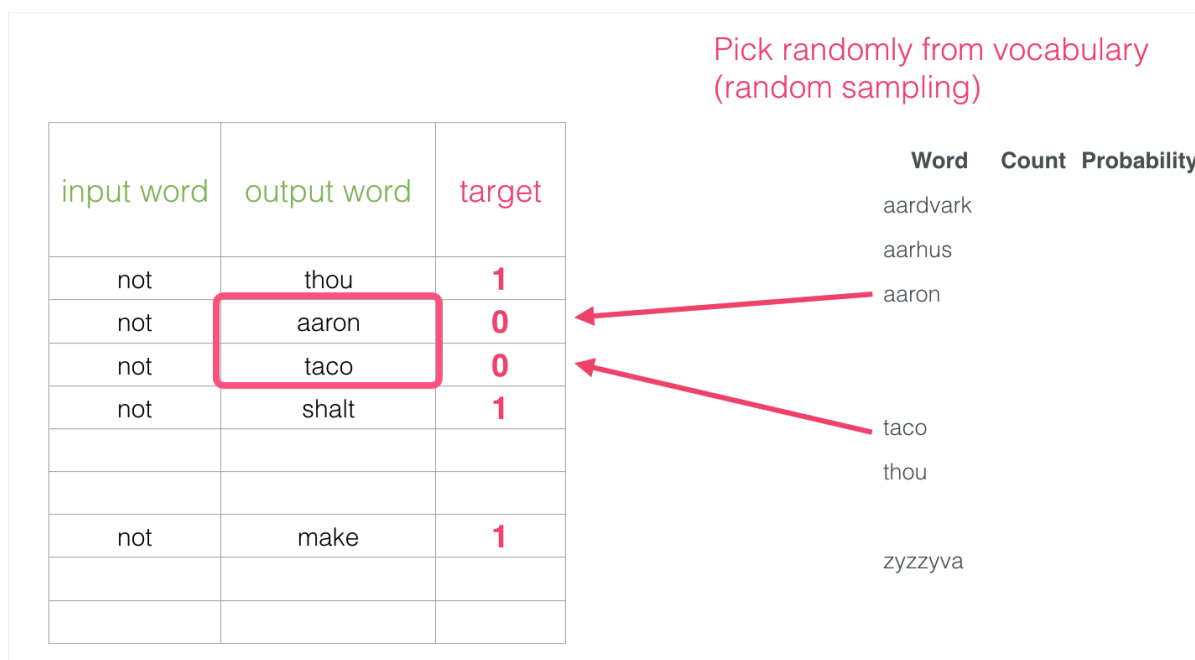 Pick randomly from vocabulary
(random sampling)
input word output word target
not thou 1
not aaron 0
not taco 0
not shalt 1
not make 1
Word Count Probability
aardvark
aarhus
aaron
taco
thou
zyzzyva